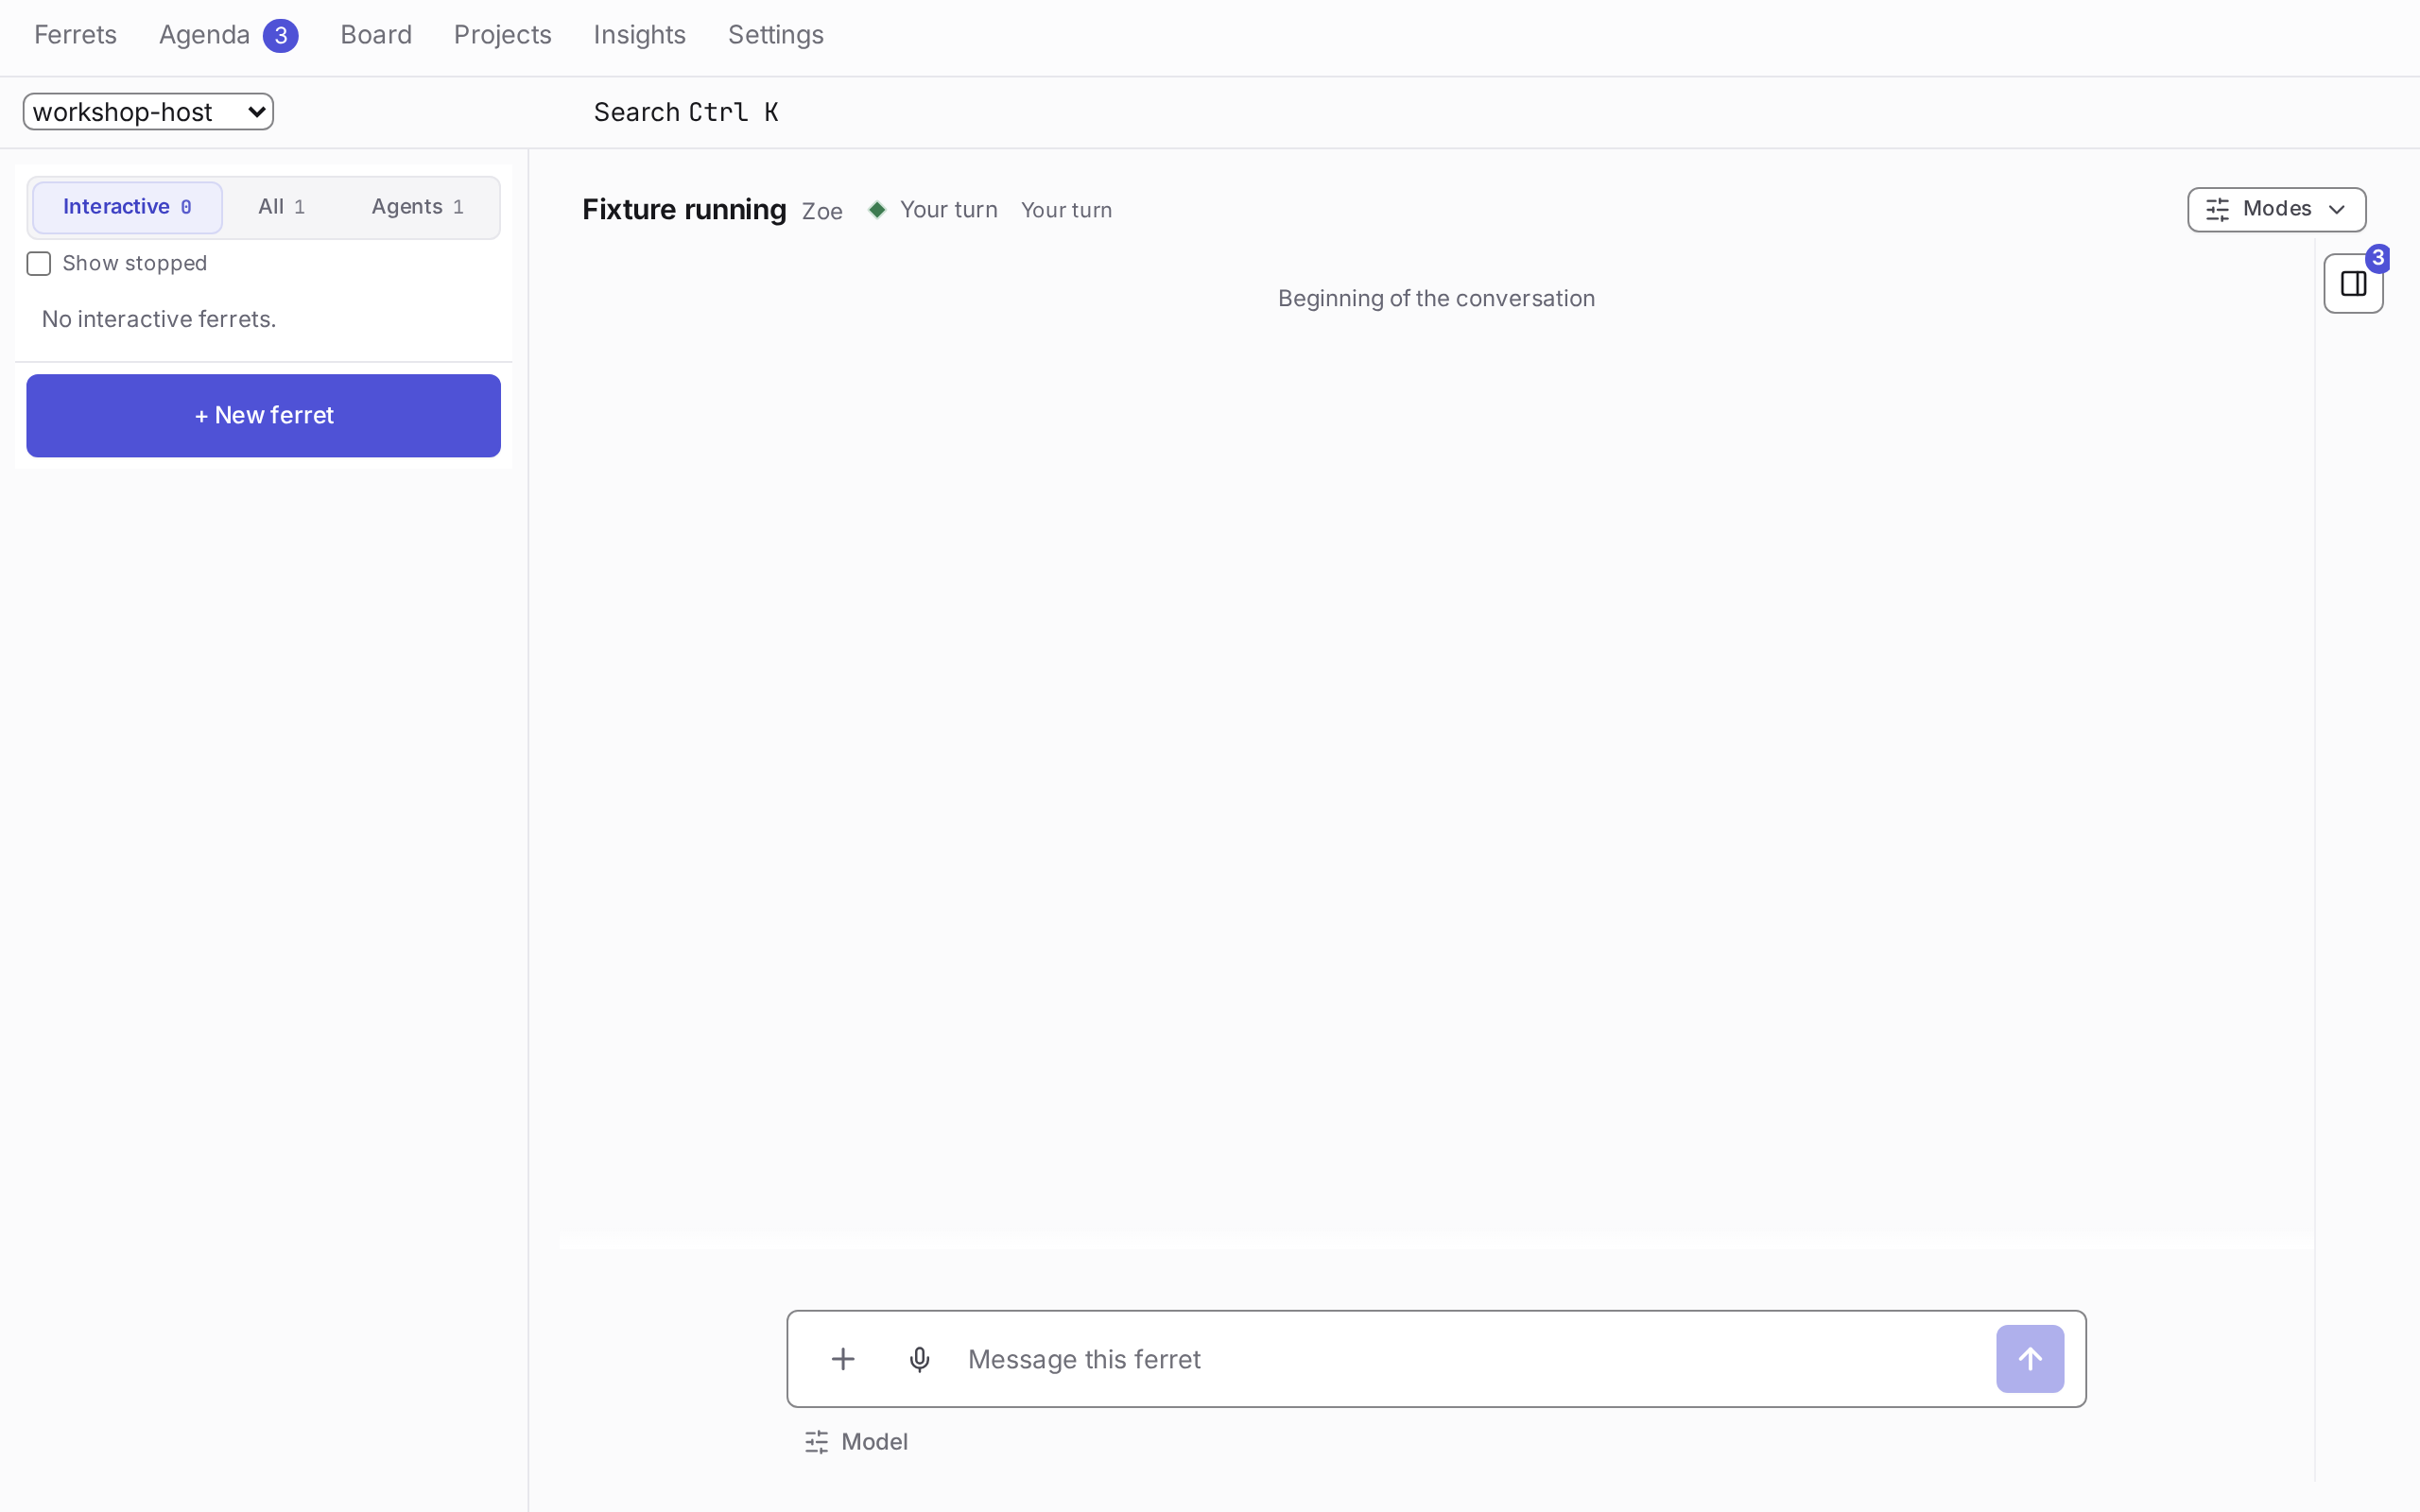 Ferrets Agenda 3 Board Projects Insights Settings
workshop-host Search Ctrl K
Interactive 0 All 1 Agents 1
Show stopped
No interactive ferrets.
+ New ferret
Fixture running Zoe Your turn Your turn
Modes
3
Beginning of the conversation
Message this ferret
Model